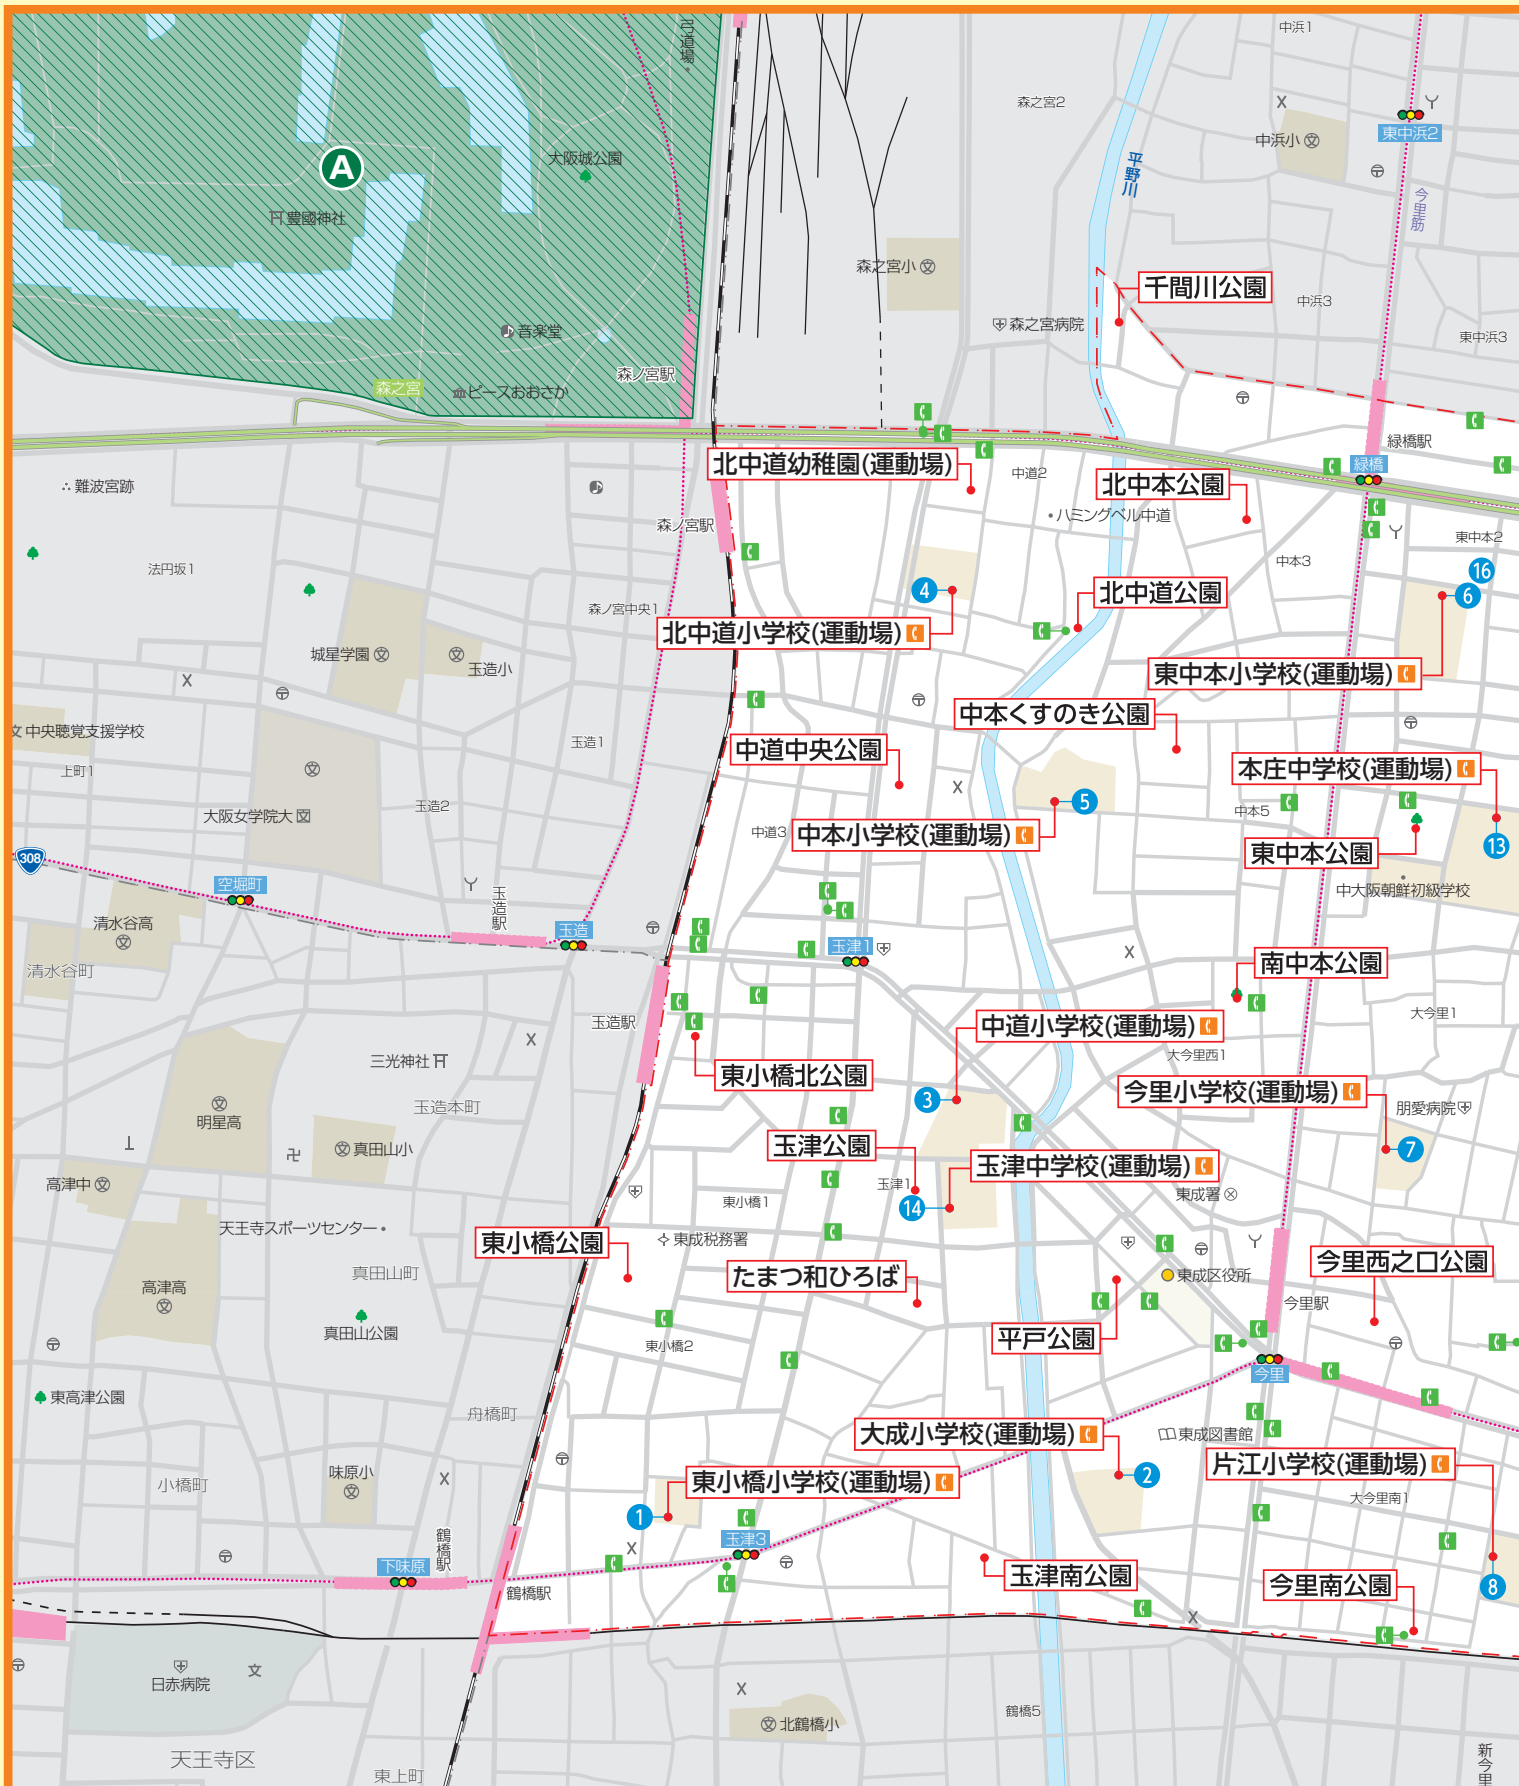 弓道場
中浜1
森之宮2
東中浜2
中浜小
平野川
大阪城公園
A
豊國神社
今里筋
森之宮小
千間川公園
中浜3
森之宮病院
音楽堂
東中浜3
森ノ宮駅
森之宮
ピースおおさか
緑橋駅
北中道幼稚園(運動場)
中道2
緑橋
難波宮跡
北中本公園
森ノ宮駅
ハミングベル中道
東中本2
中本3
法円坂1
16
4
北中道公園
6
森ノ宮中央1
北中道小学校(運動場)
城星学園
玉造小
東中本小学校(運動場)
中本くすのき公園
中央聴覚支援学校
玉造1
中道中央公園
上町1
本庄中学校(運動場)
5
玉造2
大阪女学院大
中本5
中道3
中本小学校(運動場)
13
東中本公園
308
空堀町
中大阪朝鮮初級学校
玉造駅
清水谷高
玉造
玉津1
南中本公園
清水谷町
大今里1
玉造駅
中道小学校(運動場)
大今里西1
三光神社
東小橋北公園
今里小学校(運動場)
3
玉造本町
朋愛病院
明星高
玉津公園
7
真田山小
玉津中学校(運動場)
高津中
玉津1
東成署
東小橋1
14
天王寺スポーツセンター
東小橋公園
東成税務署
今里西之口公園
真田山町
たまつ和ひろば
東成区役所
高津高
今里駅
真田山公園
平戸公園
東小橋2
今里
東高津公園
舟橋町
大成小学校(運動場)
東成図書館
片江小学校(運動場)
味原小
2
小橋町
東小橋小学校(運動場)
大今里南1
1
玉津3
鶴橋駅
下味原
玉津南公園
今里南公園
8
鶴橋駅
日赤病院
鶴橋5
北鶴橋小
天王寺区
新今里
東上町